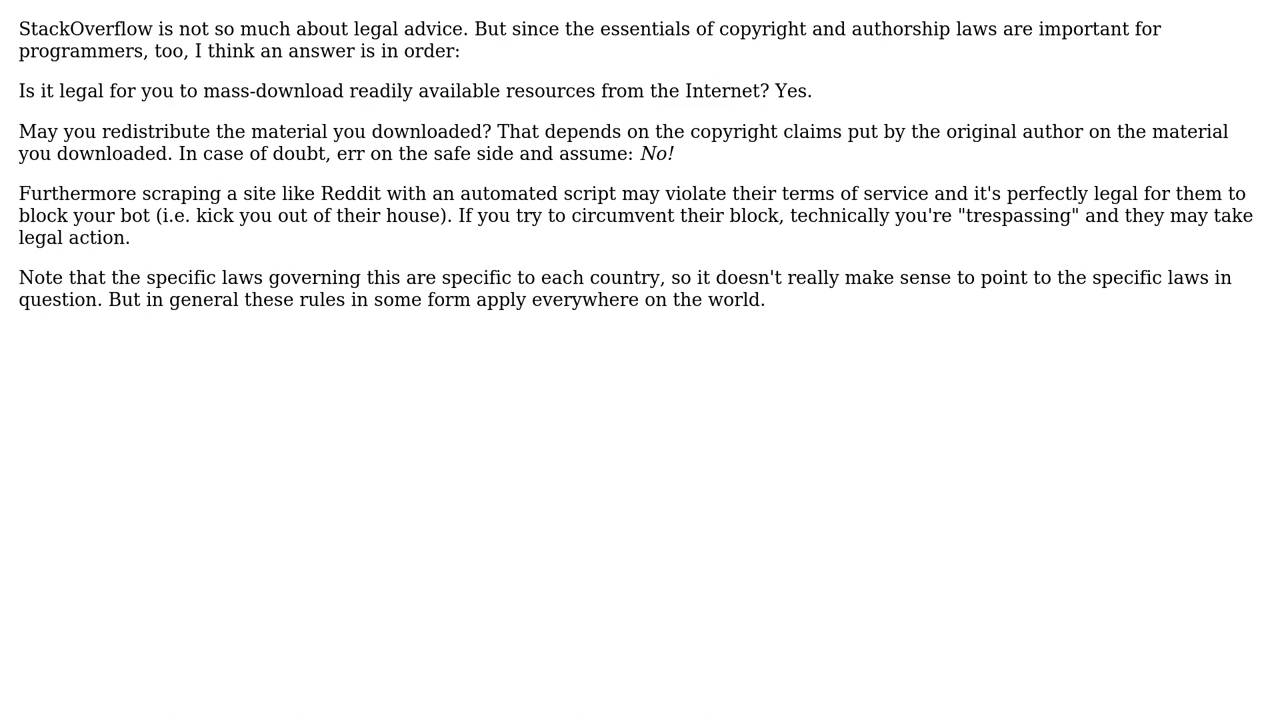 StackOverflow is not so much about legal advice. But since the essentials of copyright and authorship laws are important for
programmers, too, I think an answer is in order:
Is it legal for you to mass-download readily available resources from the Internet? Yes.
May you redistribute the material you downloaded? That depends on the copyright claims put by the original author on the material
you downloaded. In case of doubt, err on the safe side and assume: No!
Furthermore scraping a site like Reddit with an automated script may violate their terms of service and it's perfectly legal for them to
block your bot (i.e. kick you out of their house). If you try to circumvent their block, technically you're "trespassing" and they may take
legal action.
Note that the specific laws governing this are specific to each country, so it doesn't really make sense to point to the specific laws in
question. But in general these rules in some form apply everywhere on the world.